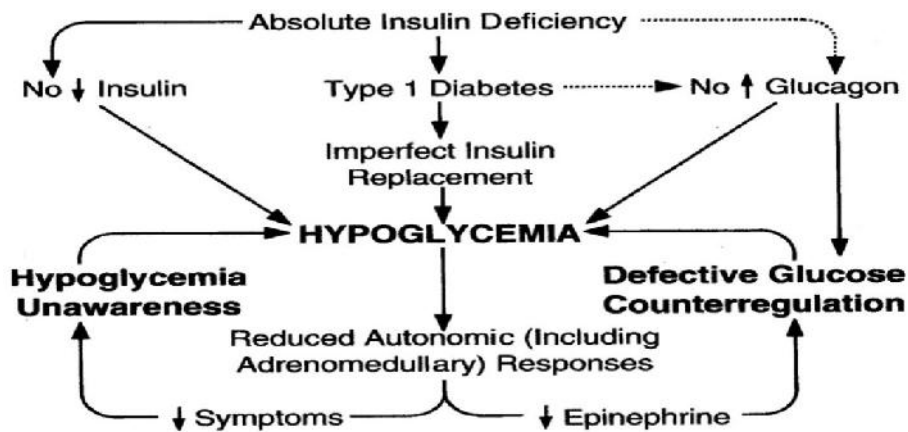 Absolute Insulin Deficiency
No ↓ Insulin
Type 1 Diabetes
No ↑ Glucagon
Imperfect Insulin
Replacement
HYPOGLYCEMIA
Hypoglycemia
Unawareness
Defective Glucose
Counterregulation
Reduced Autonomic (Including
Adrenomedullary) Responses
↓ Symptoms
↓ Epinephrine